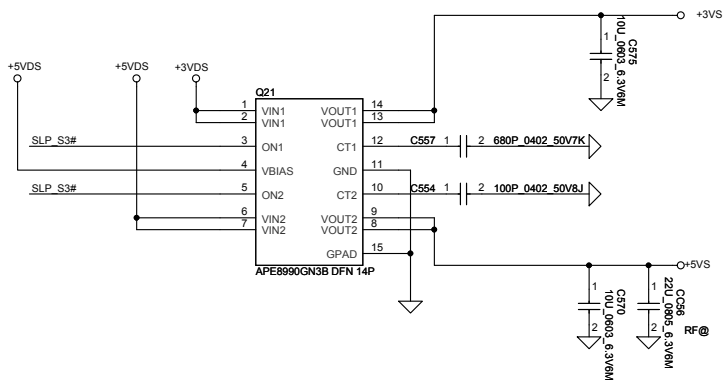 +3VS
1
2
C575
10U_0603_6.3V6M
+5VDS
+5VDS
+3VDS
Q21
1 VIN1 VOUT1 14
2 VIN1 VOUT1 13
SLP_S3# 3 ON1 CT1 12 C557 1 2 680P_0402_50V7K
4 VBIAS GND 11
SLP_S3# 5 ON2 CT2 10 C554 1 2 100P_0402_50V8J
6 VIN2 VOUT2 9
7 VIN2 VOUT2 8
GPAD 15
APE8990GN3B DFN 14P
+5VS
1
2
C570
10U_0603_6.3V6M
1
2
CC56
22U_0805_6.3V6M
RF@